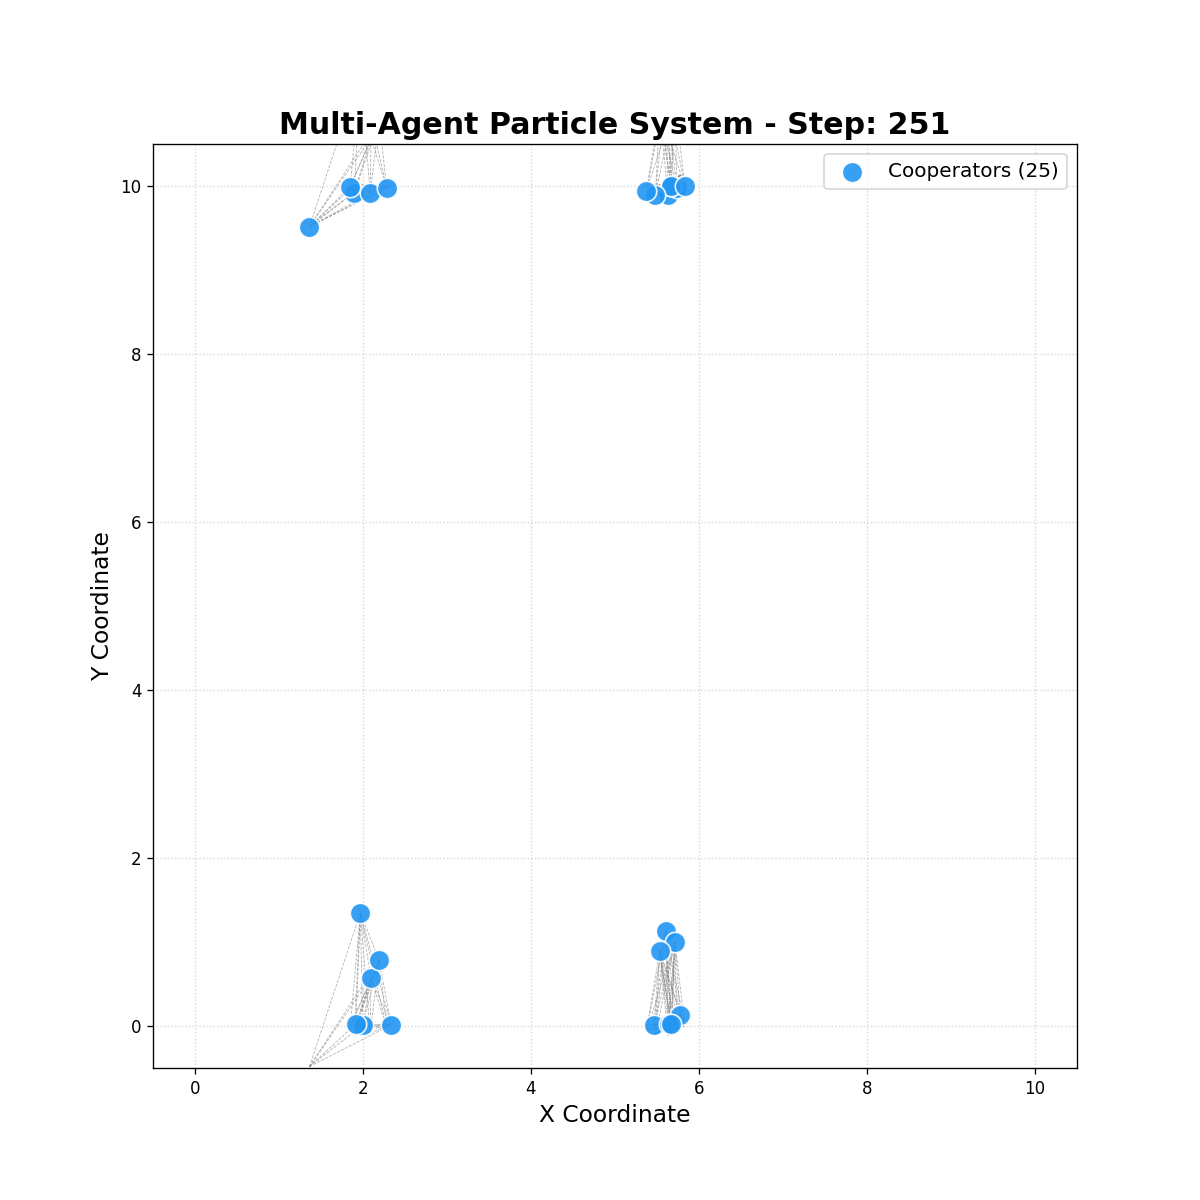 Multi-Agent Particle System - Step: 251
Cooperators (25)
10
8
6
4
2
0
Y Coordinate
0 2 4 6 8 10
X Coordinate